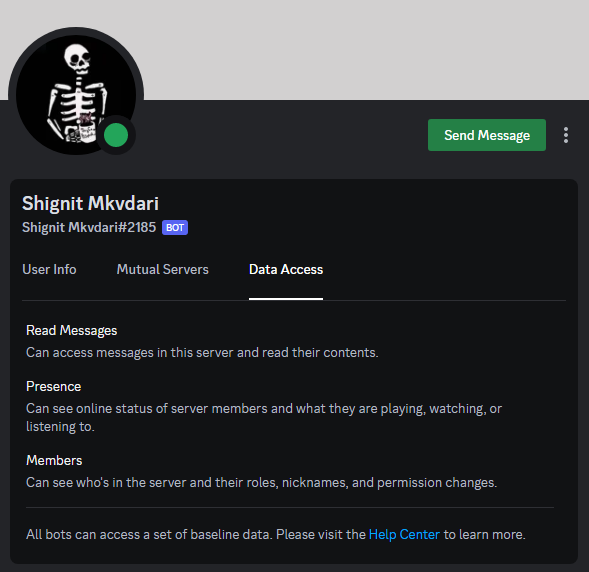 Send Message
Shignit Mkvdari
Shignit Mkvdari#2185 BOT
User Info Mutual Servers Data Access
Read Messages
Can access messages in this server and read their contents.
Presence
Can see online status of server members and what they are playing, watching, or
listening to.
Members
Can see who's in the server and their roles, nicknames, and permission changes.
All bots can access a set of baseline data. Please visit the Help Center to learn more.